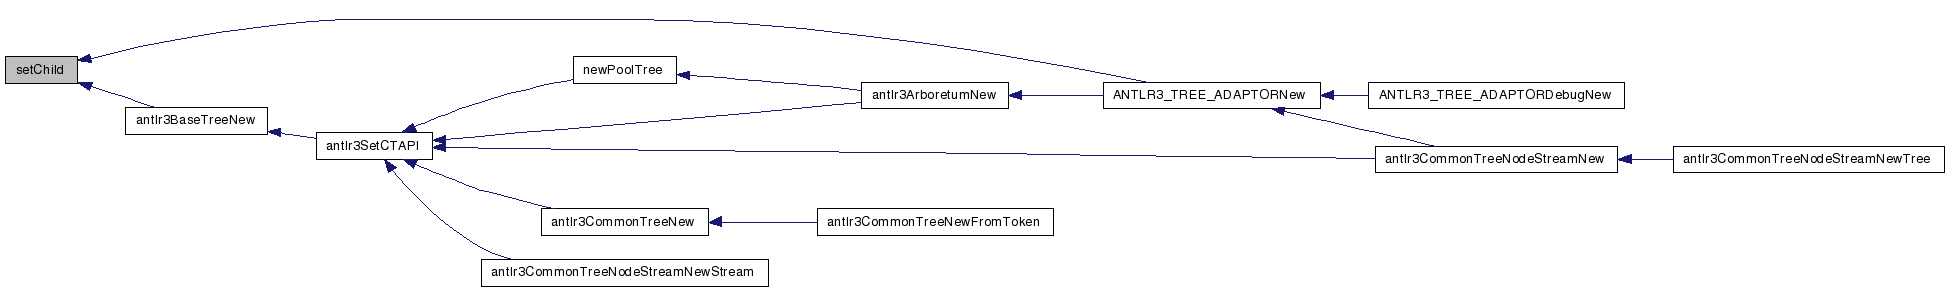 setChild
antlr3BaseTreeNew
antlr3SetCTAPI
newPoolTree
antlr3ArboretumNew
ANTLR3_TREE_ADAPTORNew
ANTLR3_TREE_ADAPTORDebugNew
antlr3CommonTreeNodeStreamNew
antlr3CommonTreeNodeStreamNewTree
antlr3CommonTreeNew
antlr3CommonTreeNewFromToken
antlr3CommonTreeNodeStreamNewStream